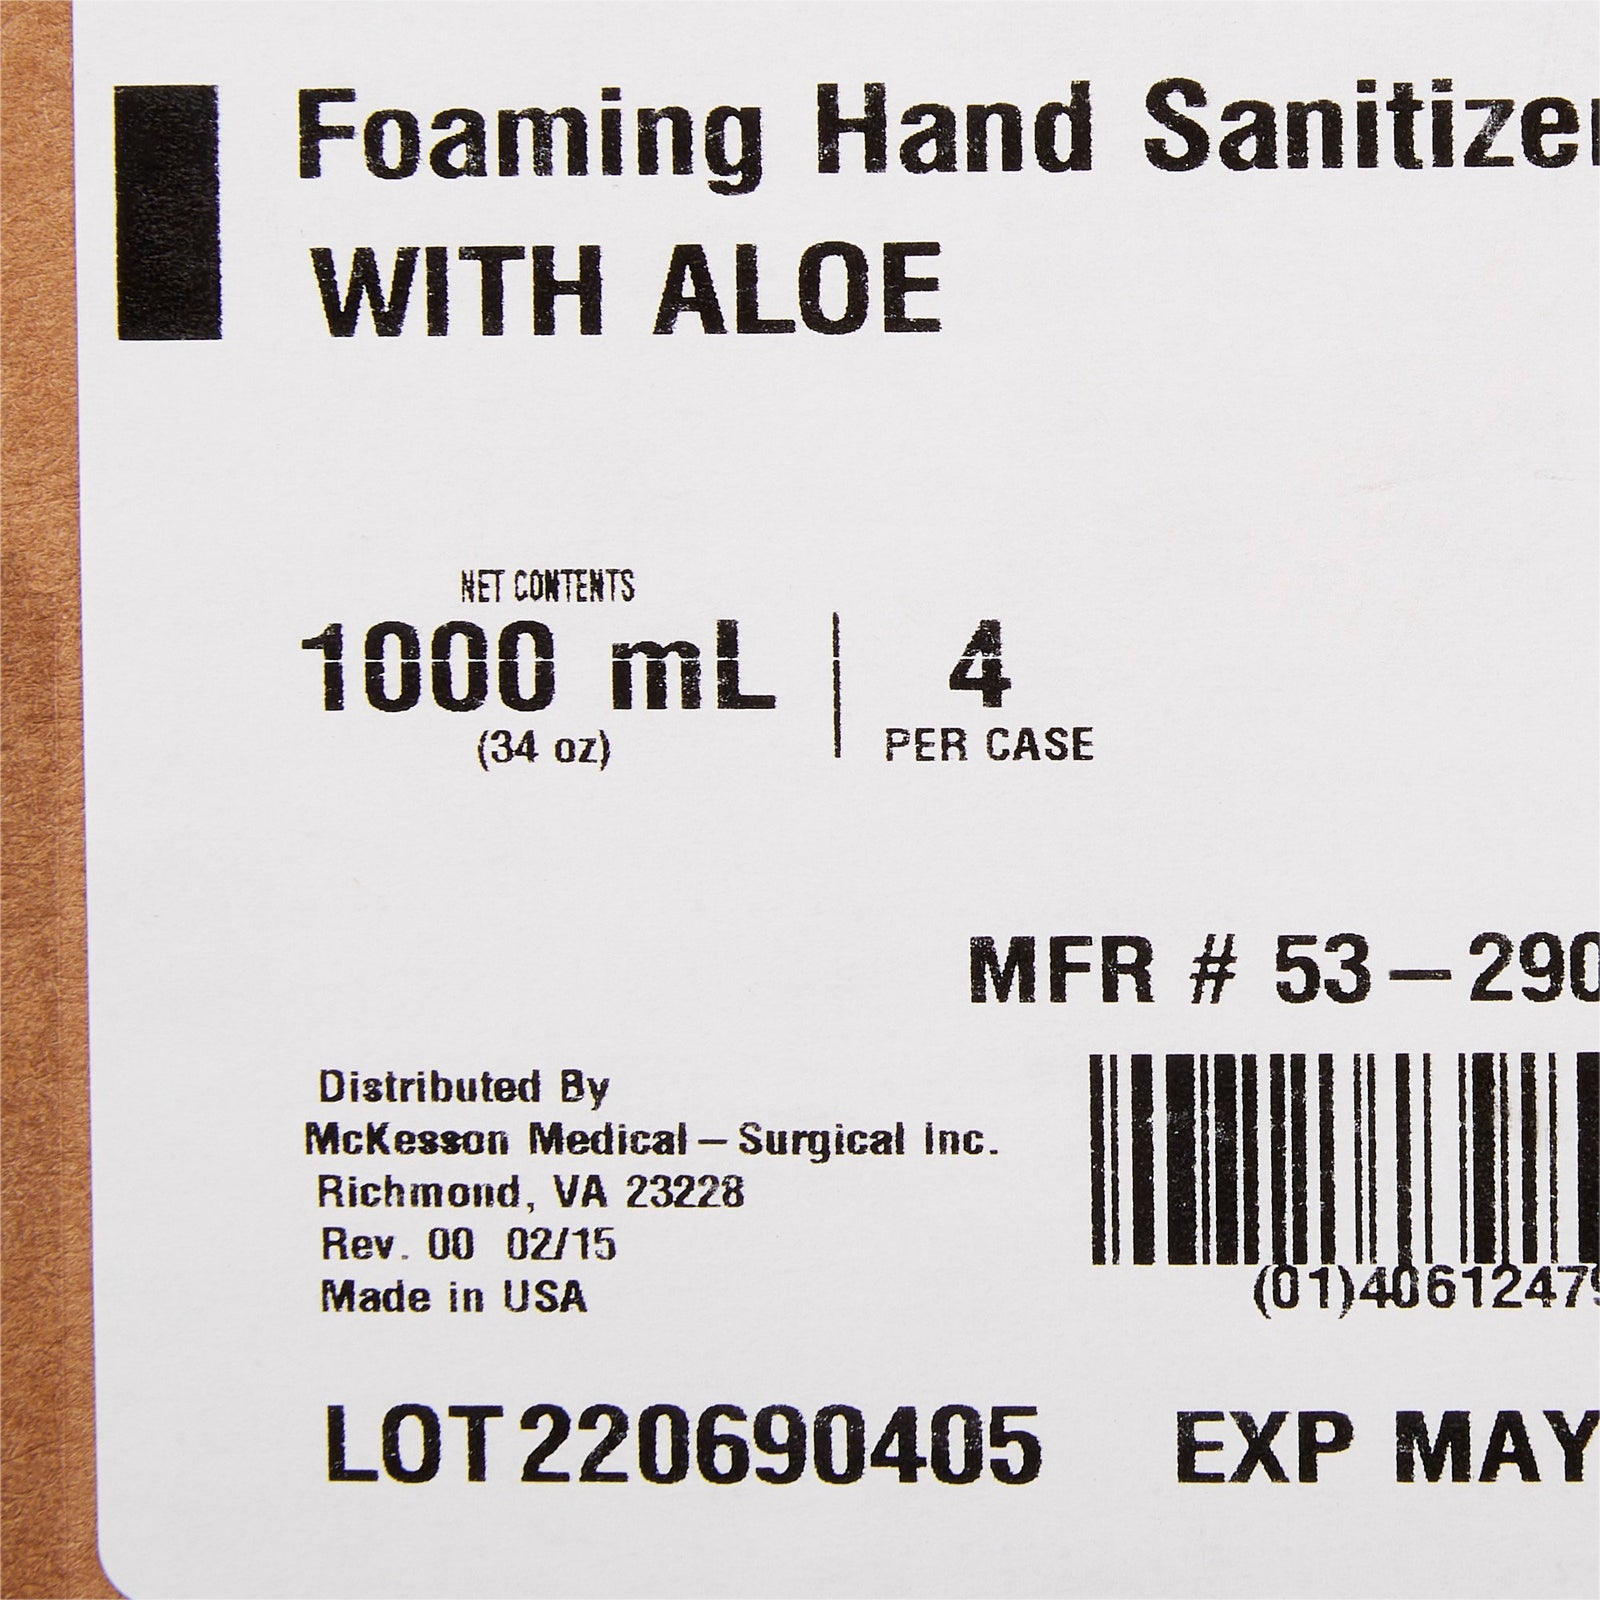 Foaming Hand Sanitizer
WITH ALOE
NET CONTENTS
1000 mL
(34 oz)
4
PER CASE
MFR # 53-290
Distributed By
McKesson Medical-Surgical Inc.
Richmond, VA 23228
Rev. 00 02/15
Made in USA
(01)40612479
LOT220690405
EXP MAY